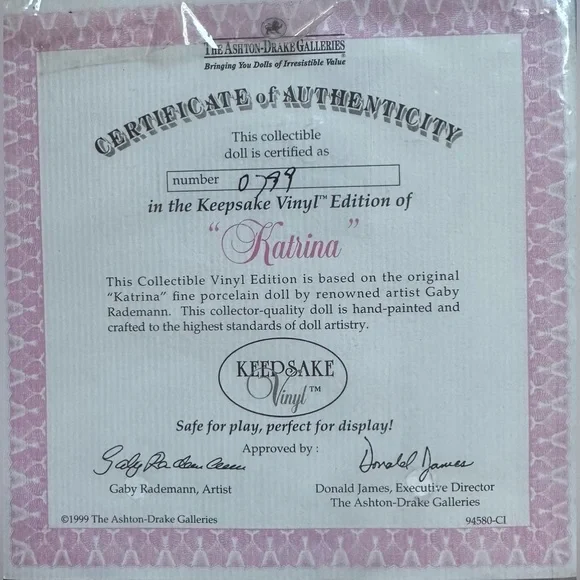 THE ASHTON-DRAKE GALLERIES
Bringing You Dolls of Irresistible Value
CERTIFICATE of AUTHENTICITY
This collectible
doll is certified as
number 0799
in the Keepsake Vinyl™ Edition of
"Katrina"
This Collectible Vinyl Edition is based on the original
"Katrina" fine porcelain doll by renowned artist Gaby
Rademann. This collector-quality doll is hand-painted and
crafted to the highest standards of doll artistry.
KEEPSAKE
Vinyl™
Safe for play, perfect for display!
Approved by :
Gaby Rademann Donald James
Gaby Rademann, Artist Donald James, Executive Director
The Ashton-Drake Galleries
©1999 The Ashton-Drake Galleries 94580-CI